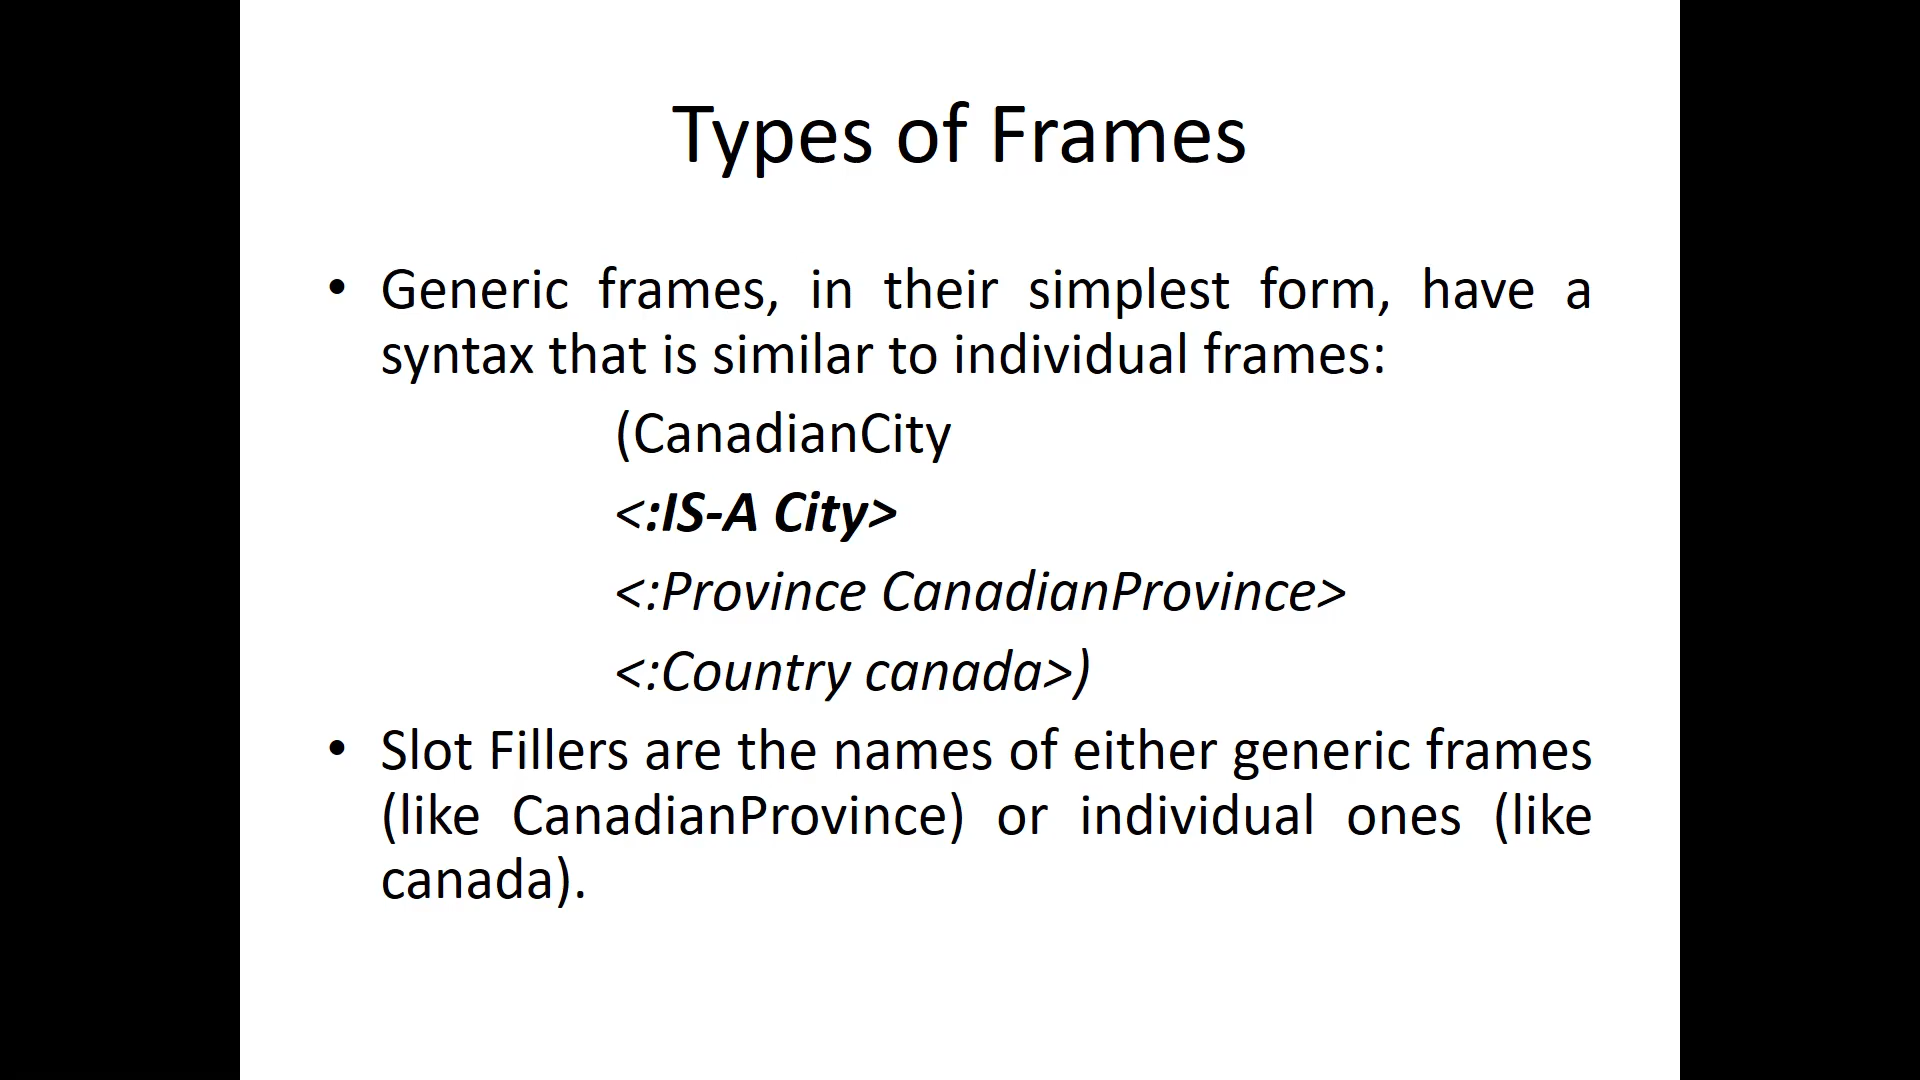 Types of Frames
• Generic frames, in their simplest form, have a
syntax that is similar to individual frames:
(CanadianCity
<:IS-A City>
<:Province CanadianProvince>
<:Country canada>)
• Slot Fillers are the names of either generic frames
(like CanadianProvince) or individual ones (like
canada).